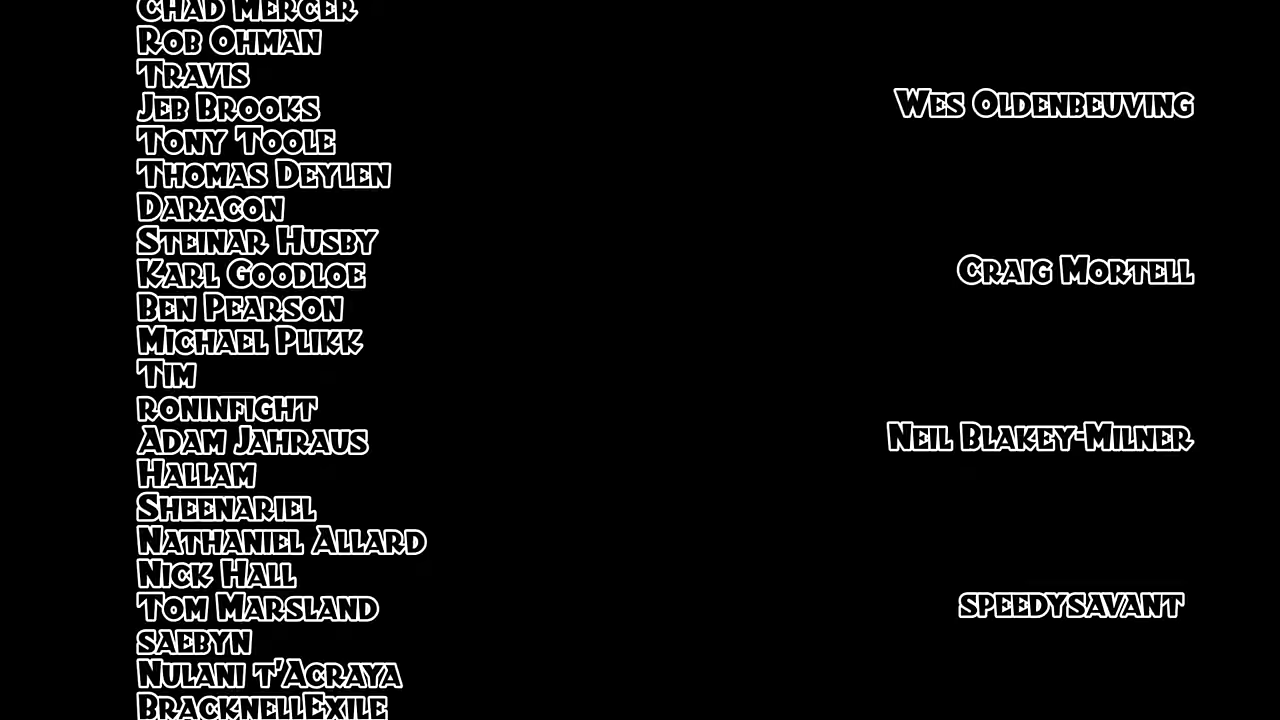 Chad Mercer
Rob Ohman
Travis
Jeb Brooks
Tony Toole
Thomas Deylen
Daracon
Steinar Husby
Karl Goodloe
Ben Pearson
Michael Plikk
Tim
roninfight
Adam Jahraus
Hallam
Sheenariel
Nathaniel Allard
Nick Hall
Tom Marsland
saebyn
Nulani t'Acraya
BracknellExile
Wes Oldenbeuving
Craig Mortell
Neil Blakey-Milner
speedysavant